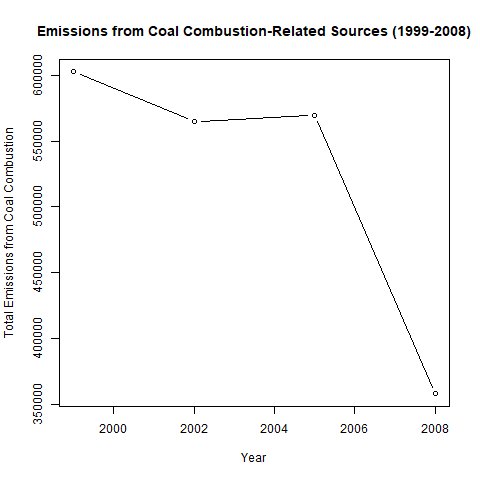 Emissions from Coal Combustion-Related Sources (1999-2008)
Total Emissions from Coal Combustion
600000
550000
500000
450000
400000
350000
2000 2002 2004 2006 2008
Year